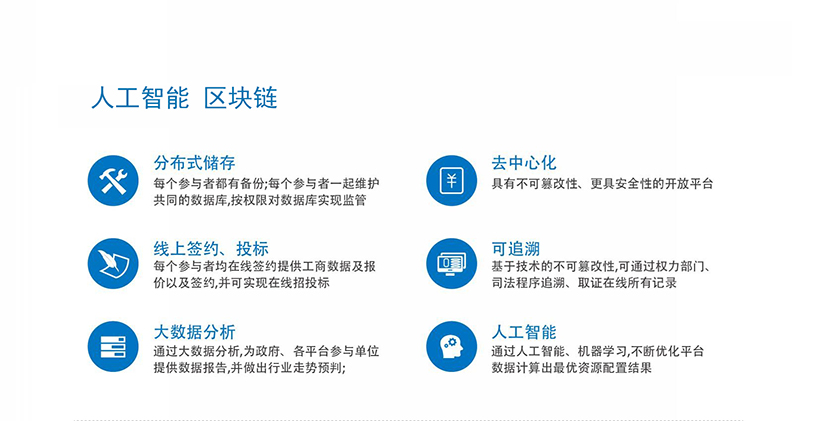 人工智能 区块链
分布式储存
每个参与者都有备份;每个参与者一起维护
共同的数据库,按权限对数据库实现监管
去中心化
具有不可篡改性、更具安全性的开放平台
线上签约、投标
每个参与者均在线签约提供工商数据及报
价以及签约,并可实现在线招投标
可追溯
基于技术的不可篡改性,可通过权力部门、
司法程序追溯、取证在线所有记录
大数据分析
通过大数据分析,为政府、各平台参与单位
提供数据报告,并做出行业走势预判;
人工智能
通过人工智能、机器学习,不断优化平台
数据计算出最优资源配置结果